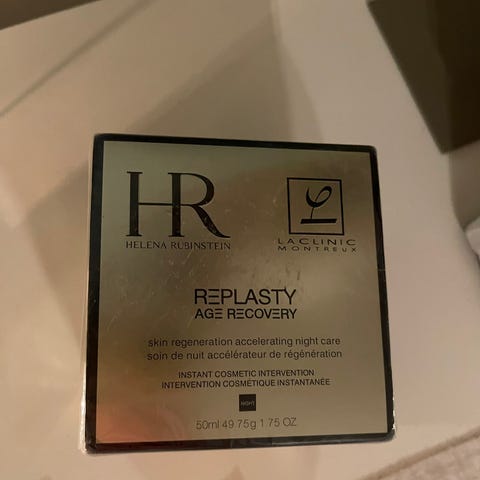 HR
HELENA RUBINSTEIN
LACLINIC
MONTREUX
REPLASTY
AGE RECOVERY
skin regeneration accelerating night care
soin de nuit accélérateur de régénération
INSTANT COSMETIC INTERVENTION
INTERVENTION COSMÉTIQUE INSTANTANÉE
NIGHT
50ml 49 75g 1 75 OZ